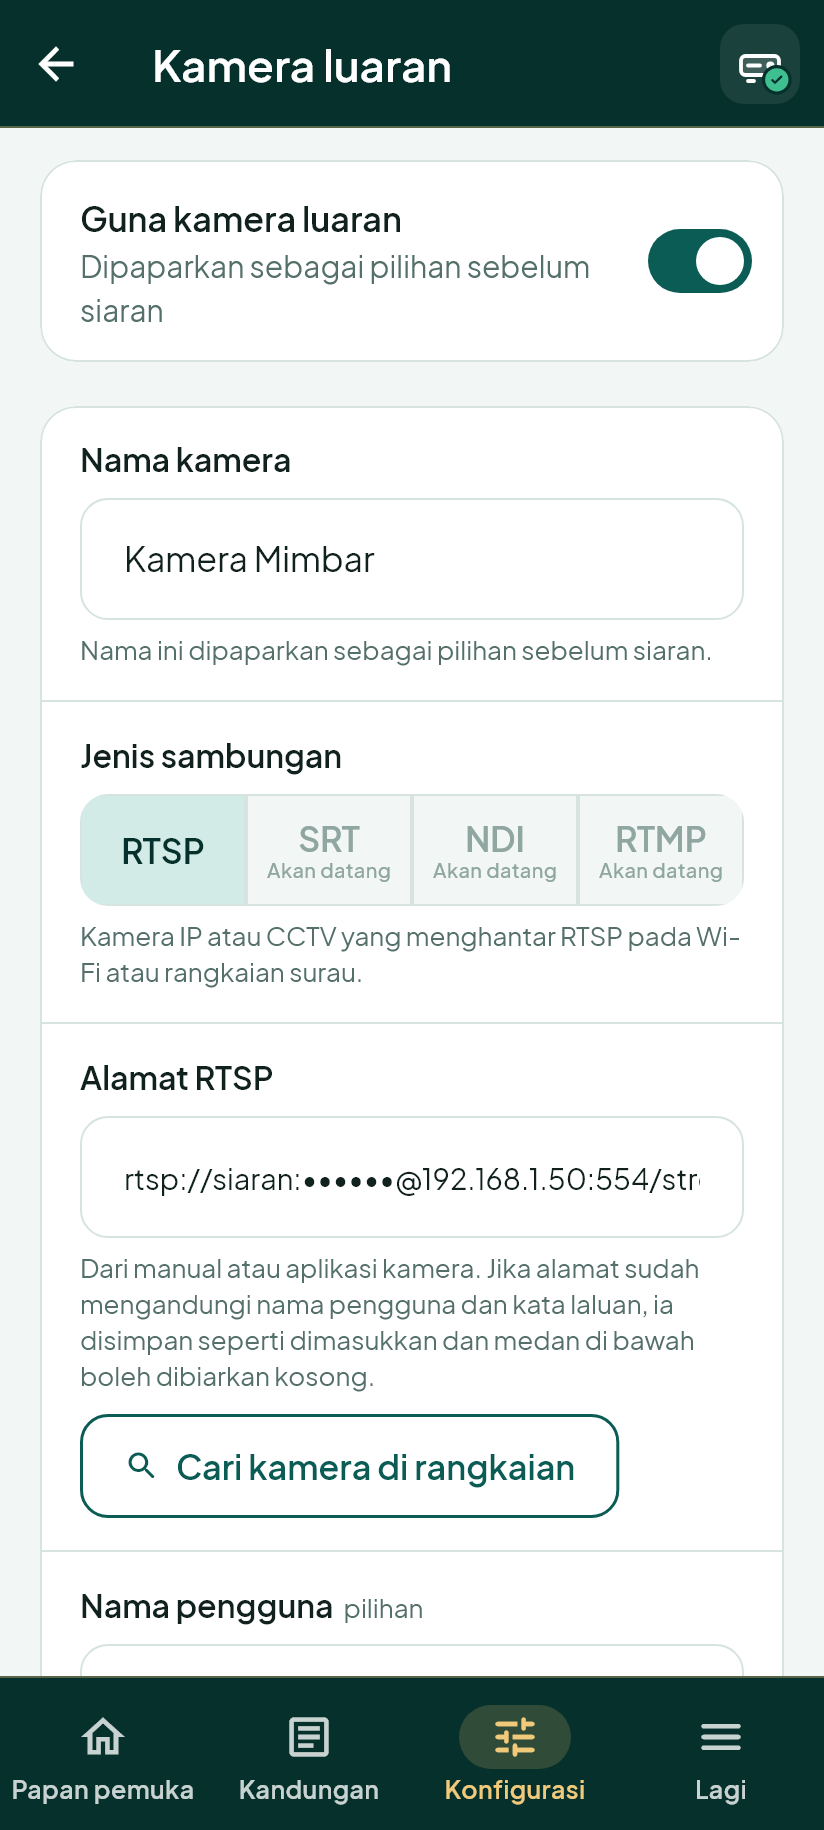 Kamera luaran
Guna kamera luaran
Dipaparkan sebagai pilihan sebelum
siaran
Nama kamera
Kamera Mimbar
Nama ini dipaparkan sebagai pilihan sebelum siaran.
Jenis sambungan
RTSP
SRT
Akan datang
NDI
Akan datang
RTMP
Akan datang
Kamera IP atau CCTV yang menghantar RTSP pada Wi-
Fi atau rangkaian surau.
Alamat RTSP
rtsp://siaran:••••••@192.168.1.50:554/str
Dari manual atau aplikasi kamera. Jika alamat sudah
mengandungi nama pengguna dan kata laluan, ia
disimpan seperti dimasukkan dan medan di bawah
boleh dibiarkan kosong.
Cari kamera di rangkaian
Nama pengguna pilihan
Papan pemuka
Kandungan
Konfigurasi
Lagi